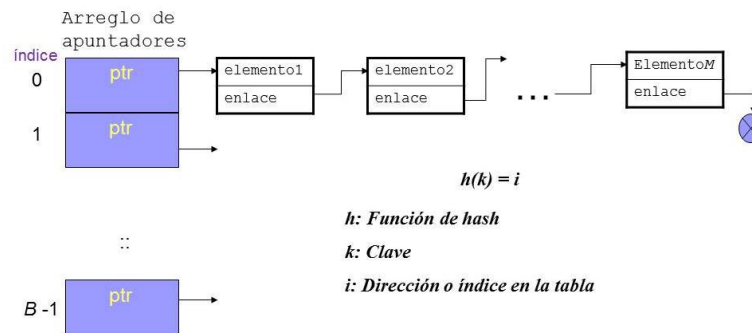 Arreglo de
apuntadores
índice
0
ptr
elemento1
enlace
elemento2
enlace
...
ElementoM
enlace
1
ptr
h(k) = i
h: Función de hash
k: Clave
i: Dirección o índice en la tabla
::
B -1
ptr